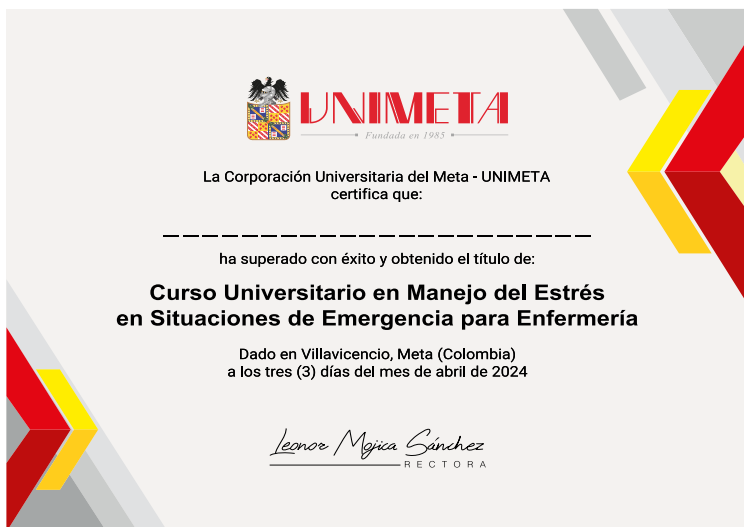 UNIMETA
Fundada en 1985
La Corporación Universitaria del Meta - UNIMETA
certifica que:
ha superado con éxito y obtenido el título de:
Curso Universitario en Manejo del Estrés
en Situaciones de Emergencia para Enfermería
Dado en Villavicencio, Meta (Colombia)
a los tres (3) días del mes de abril de 2024
Leonor Mojica Sánchez
RECTORA